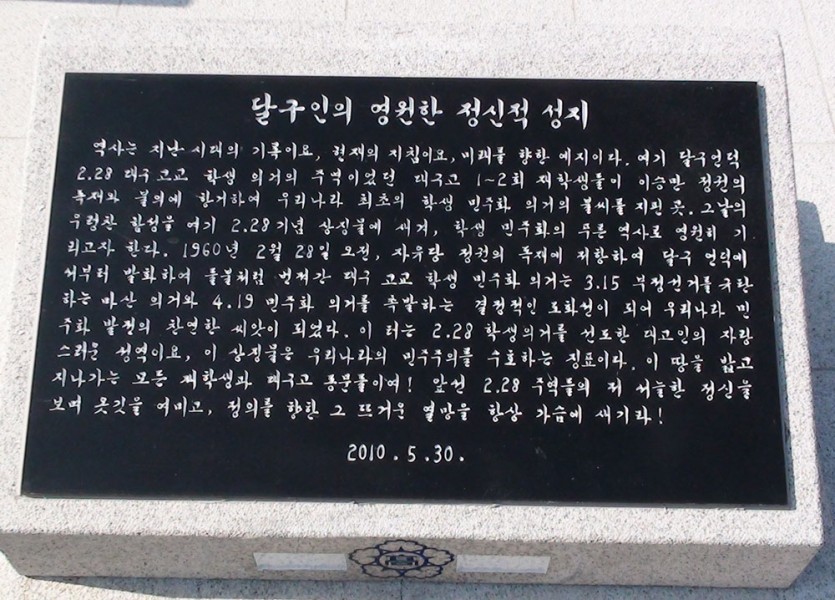 달구인의 영원한 정신적 성지
역사는 지난 시대의 기록이요, 현재의 지침이요, 미래를 향한 예지이다. 여기 달구언덕
2.28 대구고교 학생 의거의 주역이었던 대구고 1~2회 재학생들이 이승만 정권의
독재와 불의에 항거하여 우리나라 최초의 학생 민주화 의거의 불씨를 지핀 곳. 그날의
우렁찬 함성을 여기 2.28기념 상징물에 새겨, 학생 민주화의 푸른 역사로 영원히 기
리고자 한다. 1960년 2월 28일 오전, 자유당 정권의 독재에 저항하여 달구 언덕에
서부터 발화하여 들불처럼 번져간 대구 고교 학생 민주화 의거는 3.15 부정선거를 규탄
하는 마산 의거와 4.19 민주화 의거를 촉발하는 결정적인 도화선이 되어 우리나라 민
주화 발전의 찬연한 씨앗이 되었다. 이 터는 2.28 학생의거를 선도한 대고인의 자랑
스러운 성역이요, 이 상징물은 우리나라의 민주주의를 수호하는 징표이다. 이 땅을 밟고
지나가는 모든 재학생과 대구고 동문들이여! 앞선 2.28 주역들의 저 서늘한 정신을
보며 옷깃을 여미고, 정의를 향한 그 뜨거운 열망을 항상 가슴에 새기라!
2010.5.30.